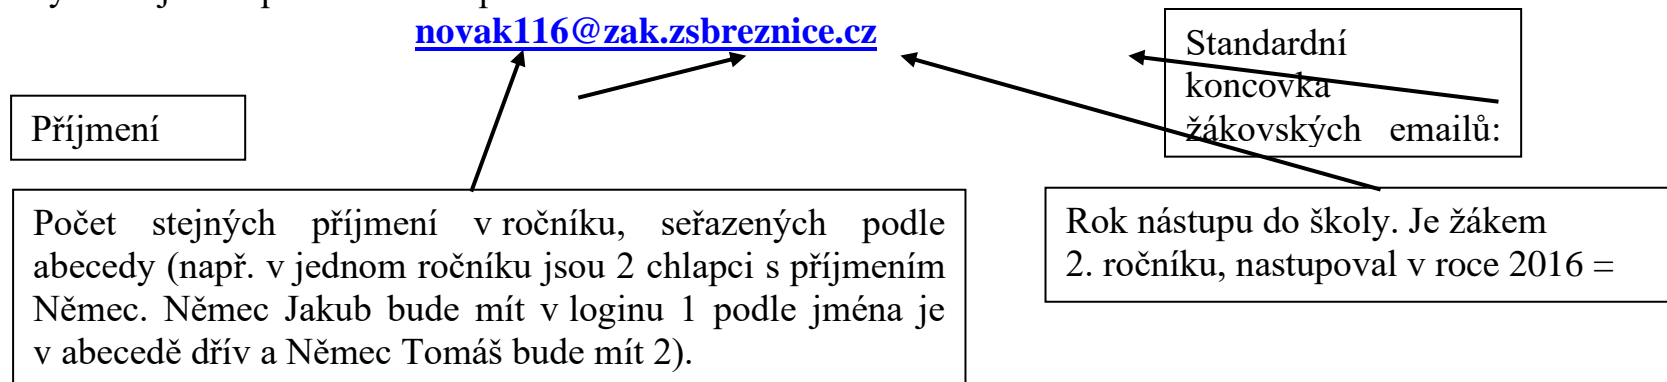 novak116@zak.zsbreznice.cz
Standardní
koncovka
žákovských emailů:
Příjmení
Počet stejných příjmení v ročníku, seřazených podle
abecedy (např. v jednom ročníku jsou 2 chlapci s příjmením
Němec. Němec Jakub bude mít v loginu 1 podle jména je
v abecedě dřív a Němec Tomáš bude mít 2).
Rok nástupu do školy. Je žákem
2. ročníku, nastupoval v roce 2016 =